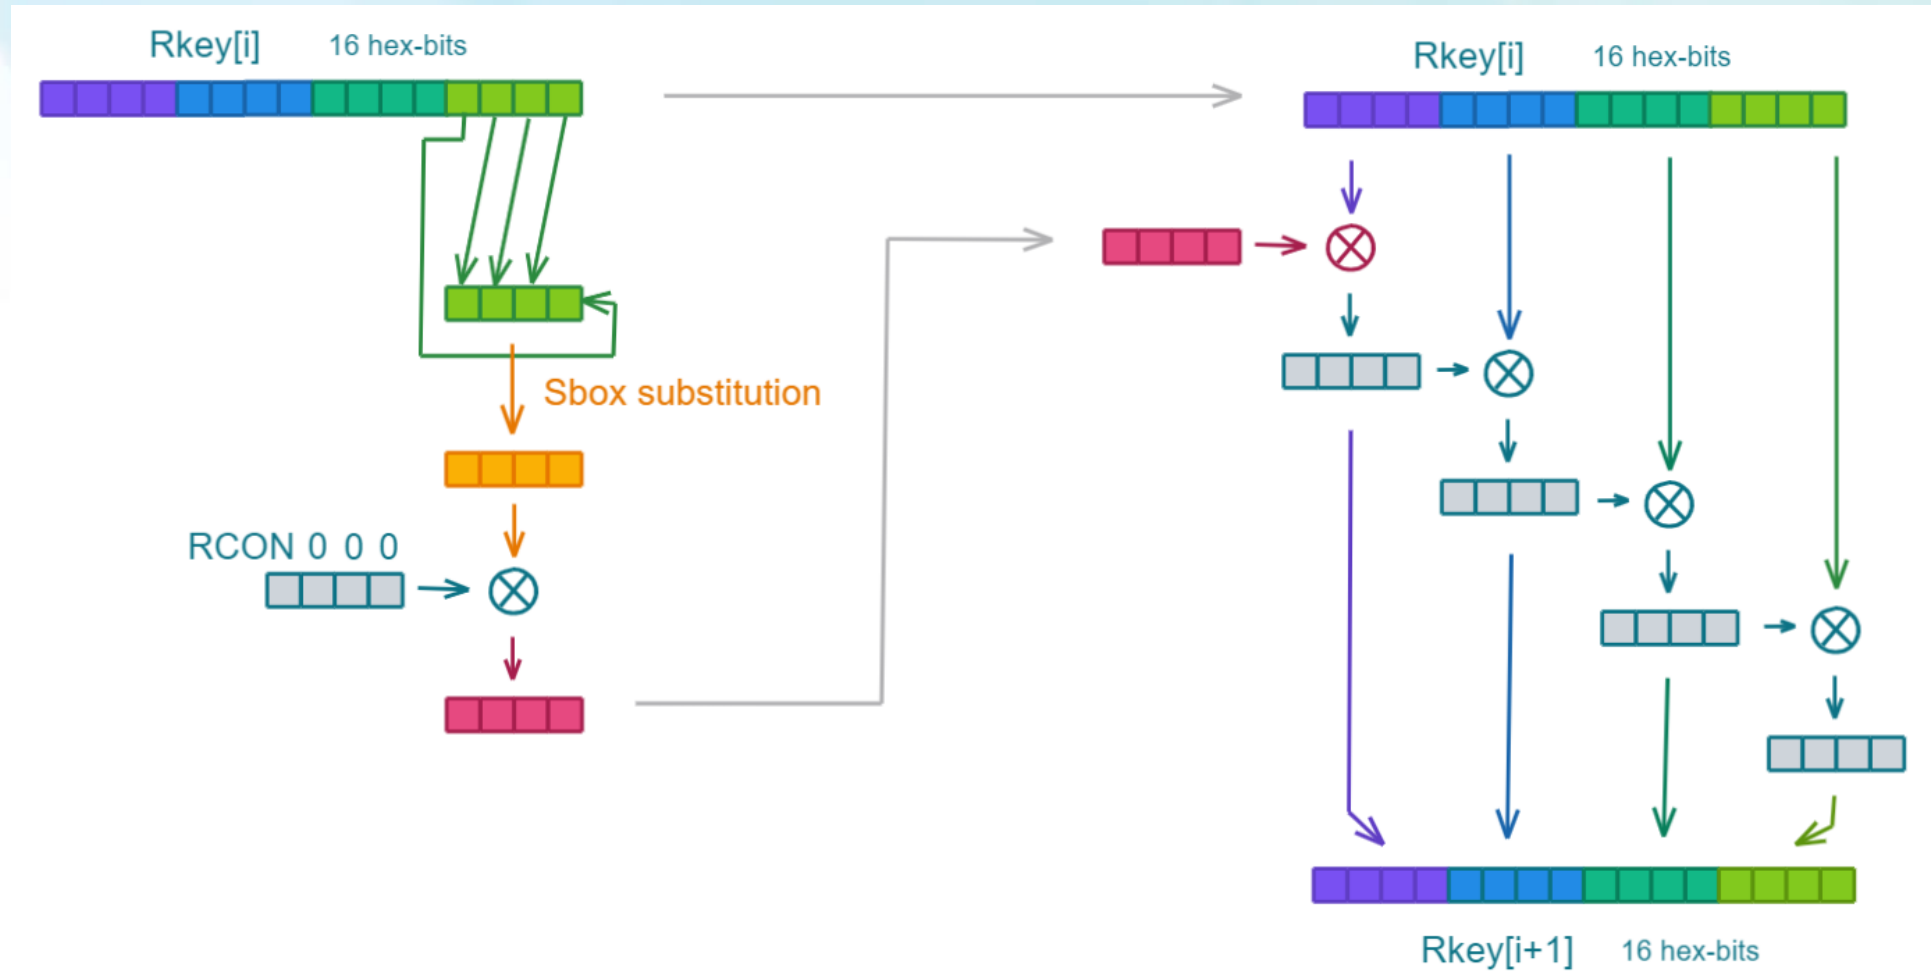 Rkey[i] 16 hex-bits
Rkey[i] 16 hex-bits
Sbox substitution
RCON 0 0 0
Rkey[i+1] 16 hex-bits